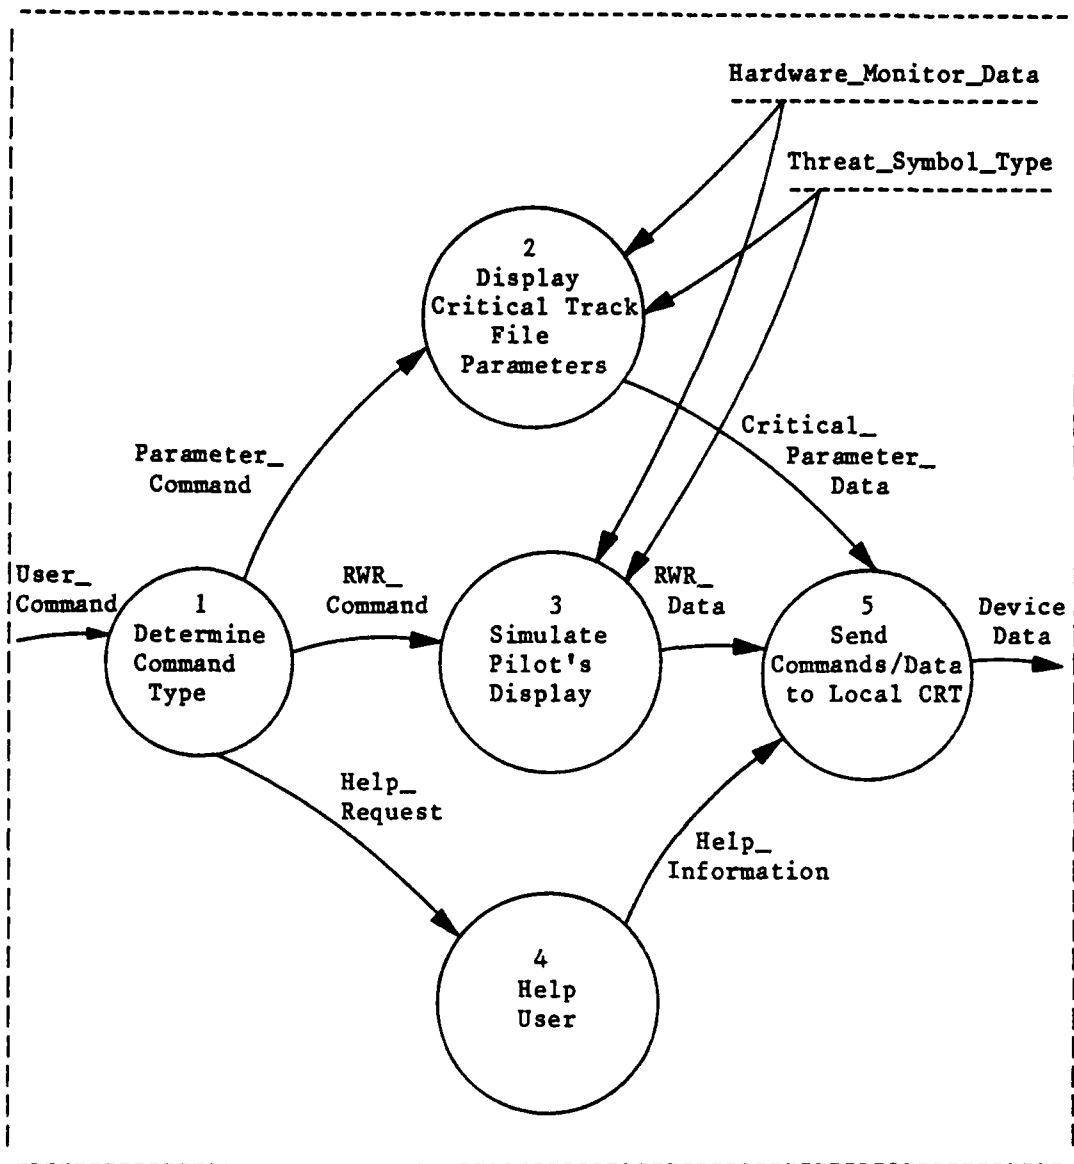 Hardware_Monitor_Data
Threat_Symbol_Type
2
Display
Critical Track
File
Parameters
Critical_
Parameter_
Data
Parameter_
Command
User_
Command
1
Determine
Command
Type
RWR_
Command
3
Simulate
Pilot's
Display
RWR_
Data
5
Send
Commands/Data
to Local CRT
Device
Data
Help_
Request
Help_
Information
4
Help
User